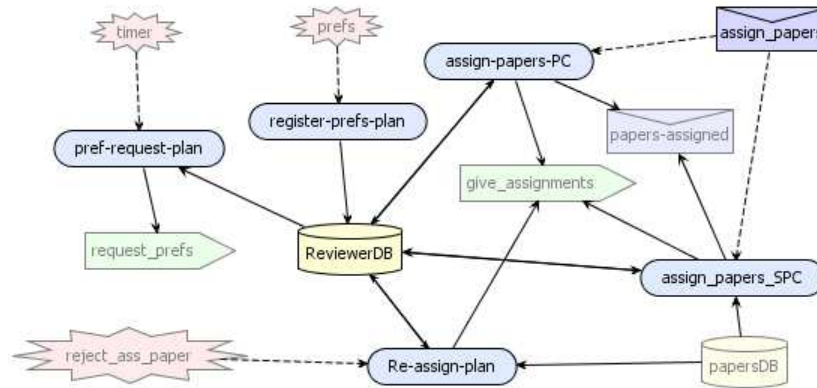 timer
prefs
assign_papers
assign-papers-PC
register-prefs-plan
papers-assigned
pref-request-plan
give_assignments
request_prefs
ReviewerDB
assign_papers_SPC
reject_ass_paper
Re-assign-plan
papersDB